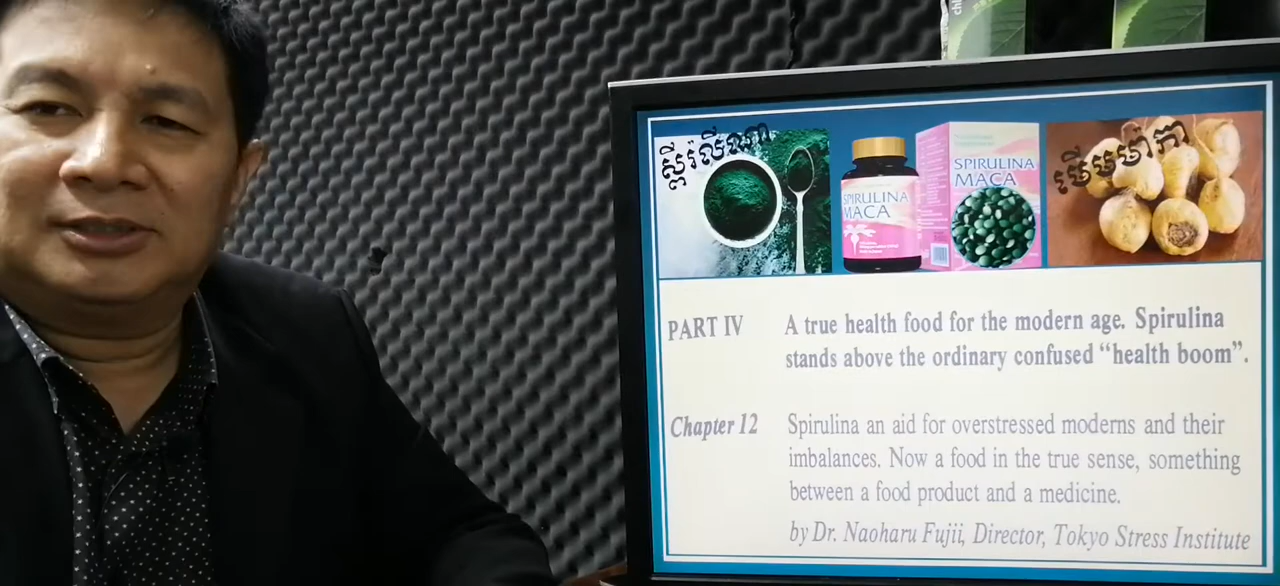 chl
ស្ពីរូលីណា
SPIRULINA
MACA
SPIRULINA
MACA
មើមម៉ាកា
PART IV A true health food for the modern age. Spirulina
stands above the ordinary confused “health boom”.
Chapter 12 Spirulina an aid for overstressed moderns and their
imbalances. Now a food in the true sense, something
between a food product and a medicine.
by Dr. Naoharu Fujii, Director, Tokyo Stress Institute